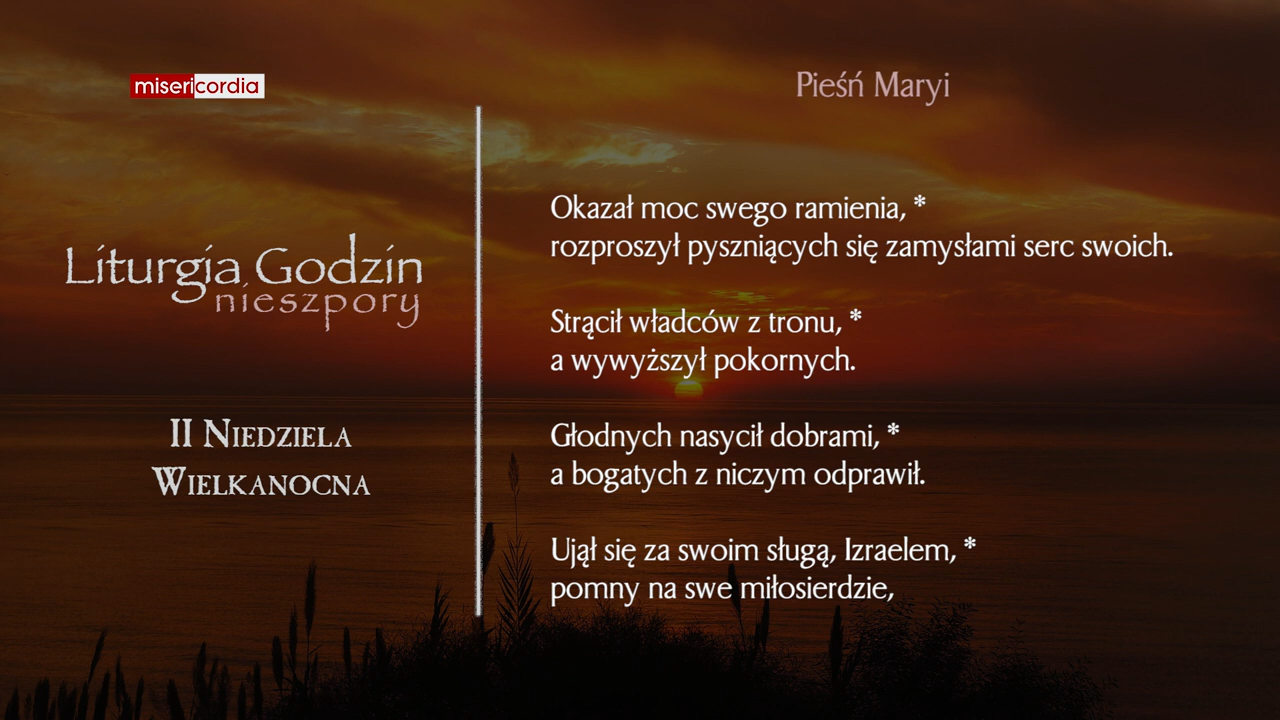 misericordia
Liturgia Godzin
nieszpory
II Niedziela
Wielkanocna
Pieśń Maryi
Okazał moc swego ramienia, *
rozproszył pyszniących się zamysłami serc swoich.
Strącił władców z tronu, *
a wywyższył pokornych.
Głodnych nasycił dobrami, *
a bogatych z niczym odprawił.
Ujął się za swoim sługą, Izraelem, *
pomny na swe miłosierdzie,